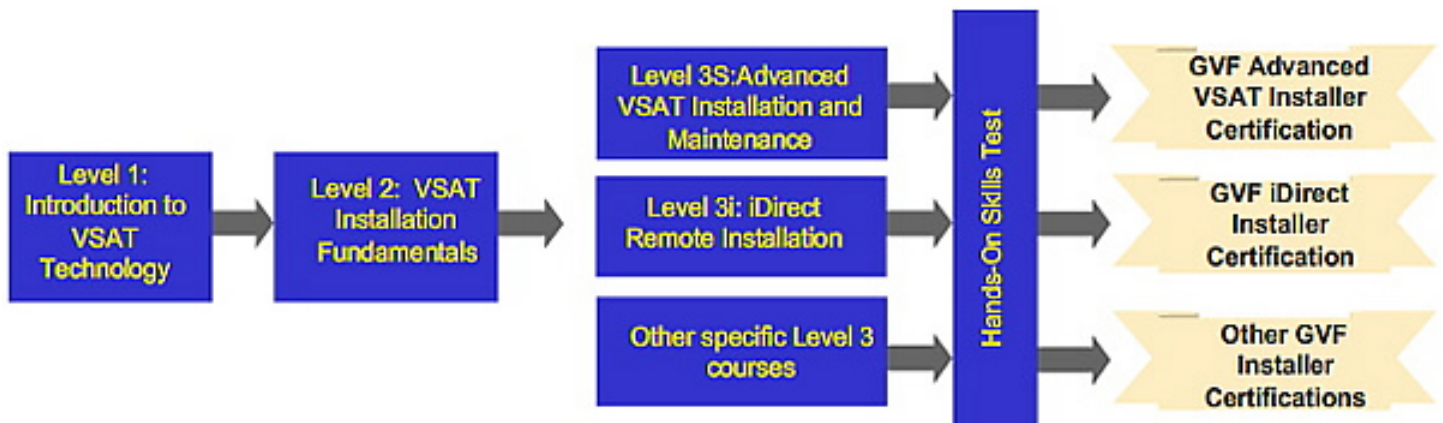 Level 1:
Introduction to
VSAT
Technology
Level 2:  VSAT
Installation
Fundamentals
Level 3S:Advanced
VSAT Installation and
Maintenance
Level 3i: iDirect
Remote Installation
Other specific Level 3
courses
Hands-On Skills Test
GVF Advanced
VSAT Installer
Certification
GVF iDirect
Installer
Certification
Other GVF
Installer
Certifications